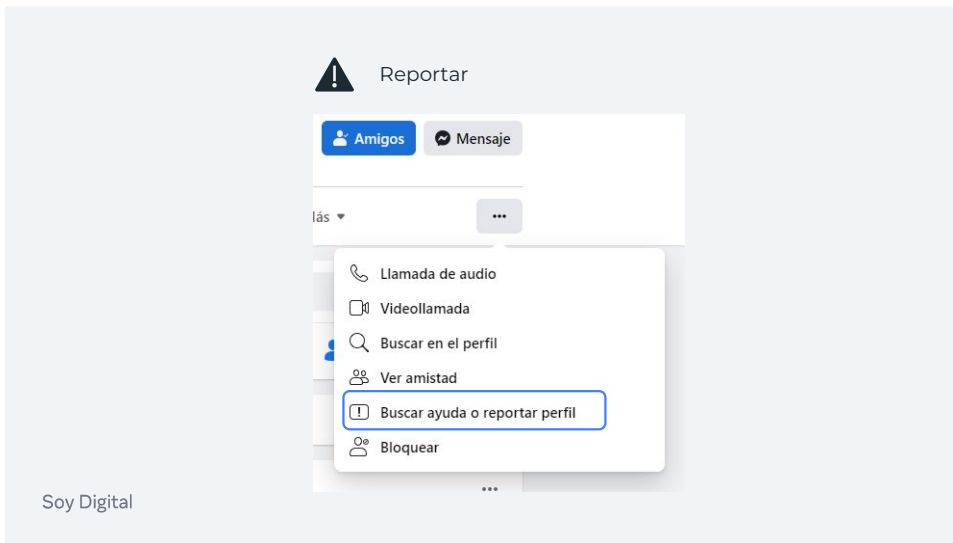 Reportar
Amigos
Mensaje
ás
Llamada de audio
Videollamada
Buscar en el perfil
Ver amistad
Buscar ayuda o reportar perfil
Bloquear
Soy Digital